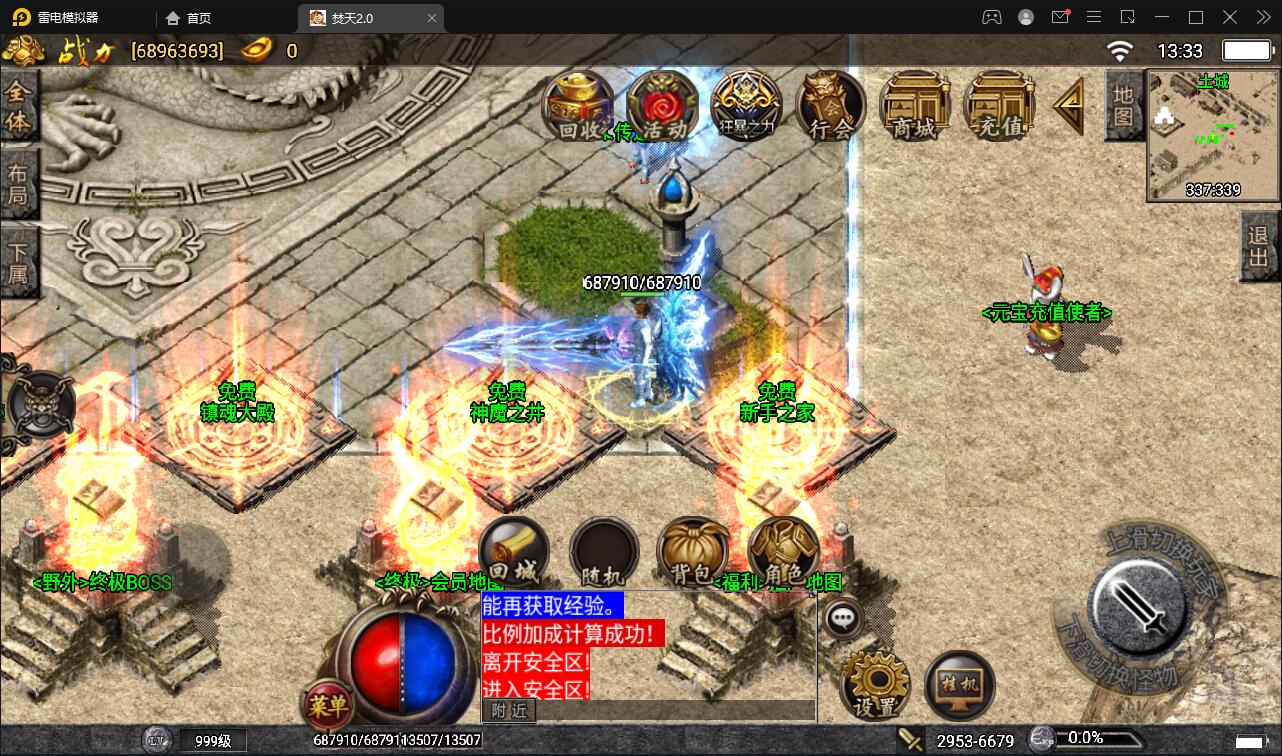 雷电模拟器
首页
焚天2.0
战力 [68963693] 0
13:33
全体
布局
下属
回收
活动
狂暴之力
行会
商城
充值
地图
土城
337:339
退出
687910/687910
<元宝充值使者>
免费
镇魂大殿
免费
神魔之井
免费
新手之家
<野外>终极BOSS
<终极>会员地图
<福利>
地图
回城
随机
背包
角色
能再获取经验。
比例加成计算成功！
离开安全区!
进入安全区!
附近
菜单
设置
挂机
上滑切换玩家
下滑切换怪物
LV
999级
687910/687911
3507/13507
2953-6679
Exp
0.0%